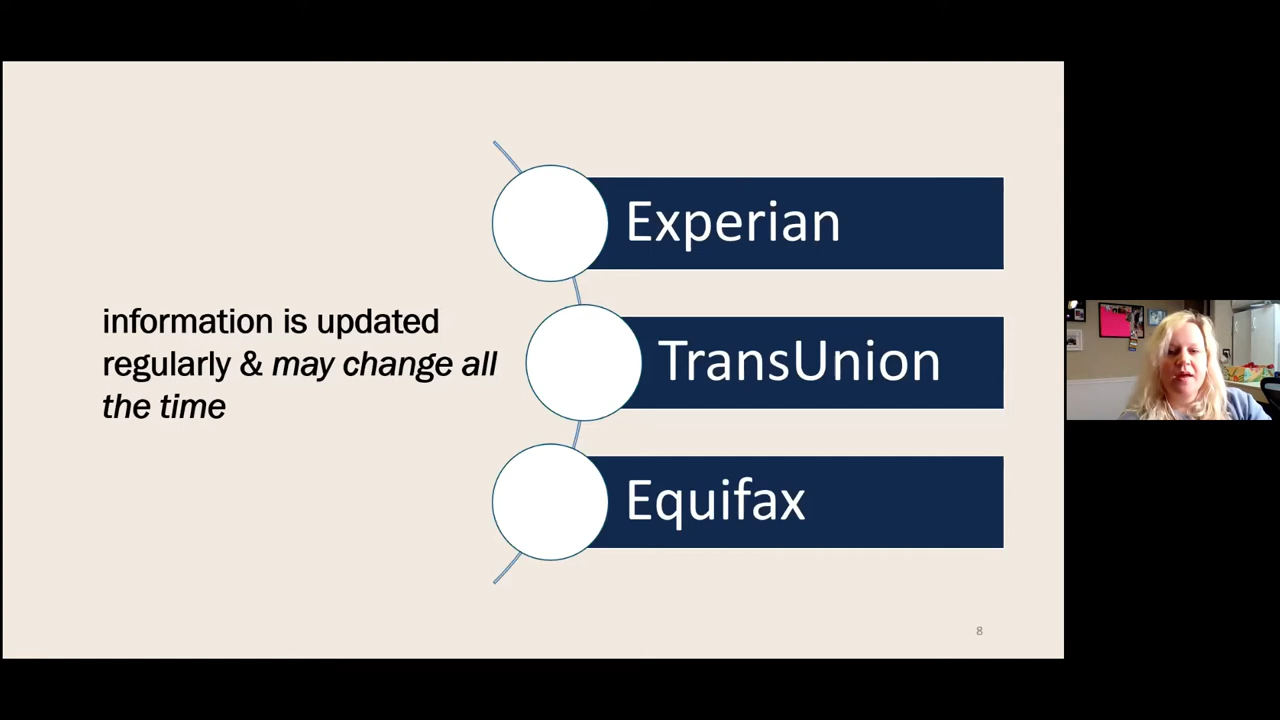 information is updated
regularly & may change all
the time
Experian
TransUnion
Equifax
8